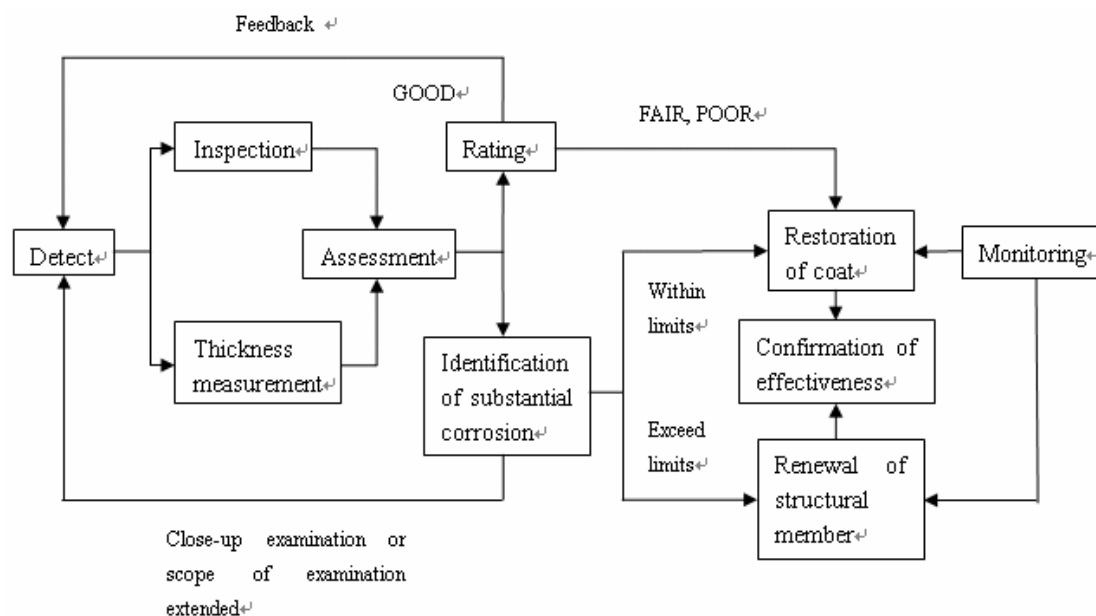 Feedback ↵
GOOD↵
FAIR, POOR↵
Inspection↵
Rating↵
Detect↵
Assessment↵
Restoration
of coat↵
Monitoring↵
Within
limits↵
Thickness
measurement↵
Identification
of substantial
corrosion↵
Confirmation of
effectiveness↵
Exceed
limits↵
Renewal of
structural
member↵
Close-up examination or
scope of examination
extended↵